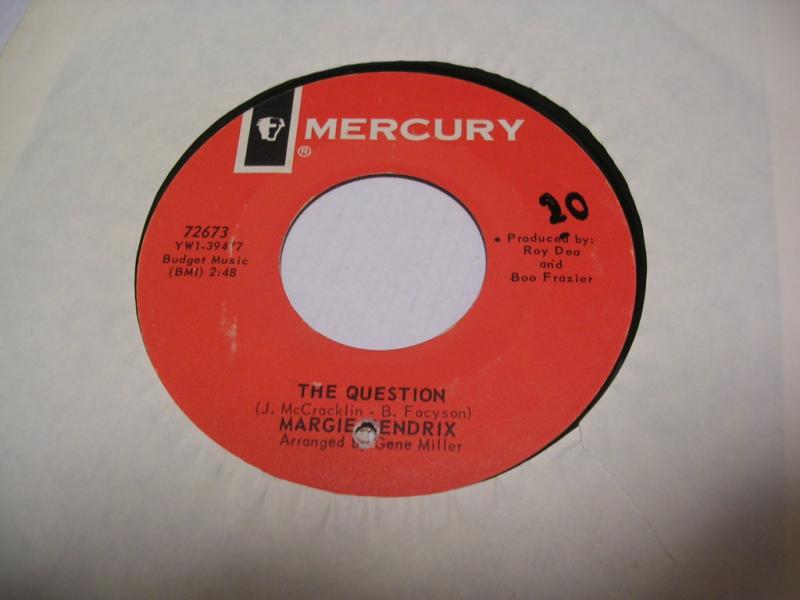 MERCURY
®
20
72673
YW1-39417
Budget Music
(BMI) 2:48
• Produced by:
Roy Dea
and
Boo Frazier
THE QUESTION
(J. McCracklin - B. Facyson)
MARGIE HENDRIX
Arranged by Gene Miller